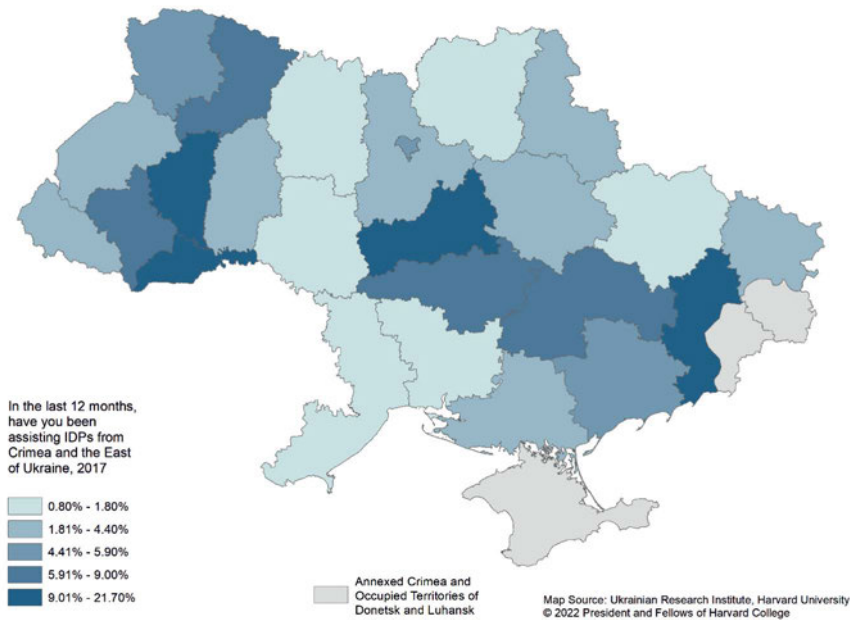 In the last 12 months,
have you been
assisting IDPs from
Crimea and the East
of Ukraine, 2017
0.80% - 1.80%
1.81% - 4.40%
4.41% - 5.90%
5.91% - 9.00%
9.01% - 21.70%
Annexed Crimea and
Occupied Territories of
Donetsk and Luhansk
Map Source: Ukrainian Research Institute, Harvard University
© 2022 President and Fellows of Harvard College